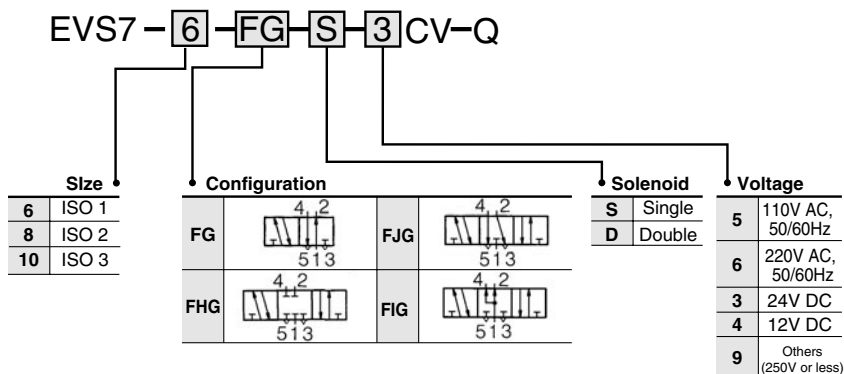 EVS7 – 6 – FG – S – 3 CV – Q
SIze
6 ISO 1
8 ISO 2
10 ISO 3
Configuration
FG
4 2
5 1 3
FJG
4 2
5 1 3
FHG
4 2
5 1 3
FIG
4 2
5 1 3
Solenoid
S Single
D Double
Voltage
5 110V AC,
50/60Hz
6 220V AC,
50/60Hz
3 24V DC
4 12V DC
9 Others
(250V or less)